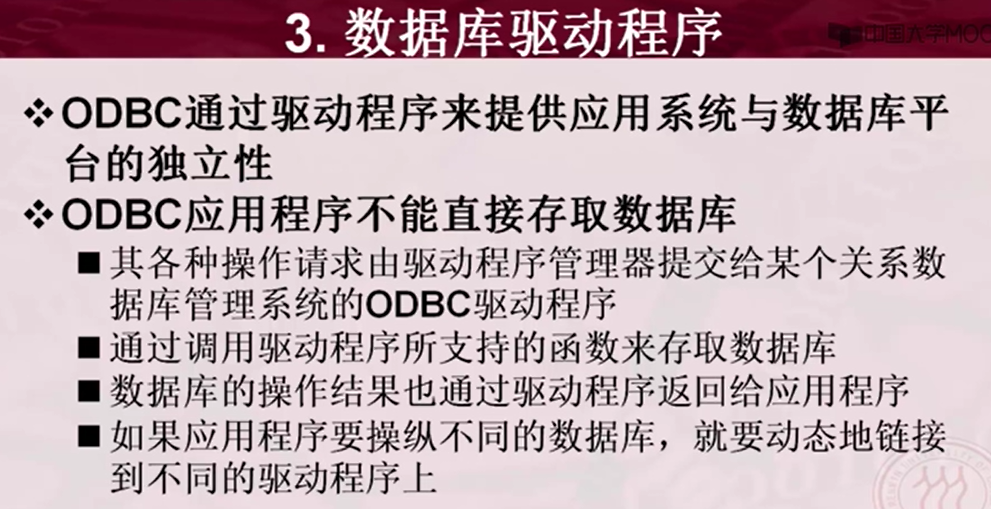 3. 数据库驱动程序
中国大学MOOC
❖ODBC通过驱动程序来提供应用系统与数据库平
台的独立性
❖ODBC应用程序不能直接存取数据库
■其各种操作请求由驱动程序管理器提交给某个关系数
据库管理系统的ODBC驱动程序
■通过调用驱动程序所支持的函数来存取数据库
■数据库的操作结果也通过驱动程序返回给应用程序
■如果应用程序要操纵不同的数据库，就要动态地链接
到不同的驱动程序上